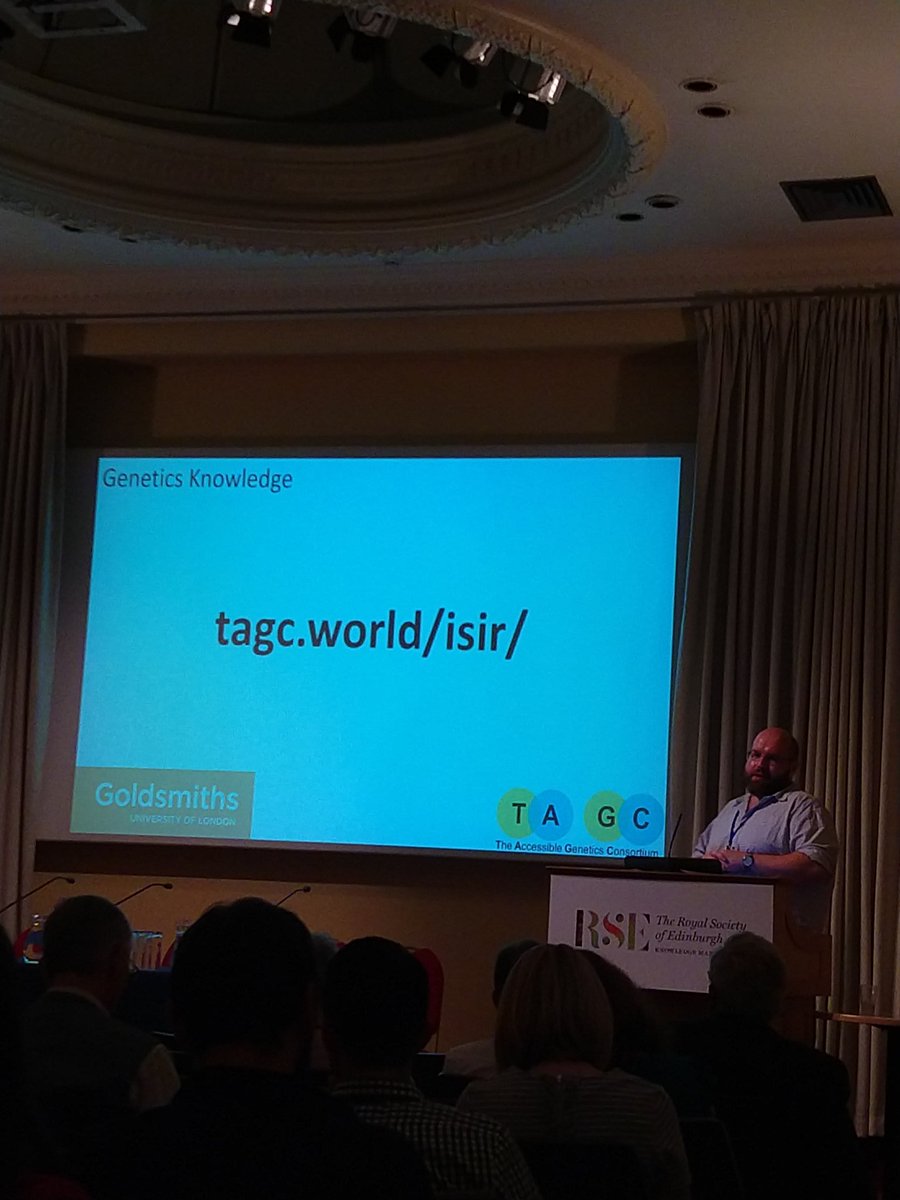 Genetics Knowledge
tagc.world/isir/
Goldsmiths
UNIVERSITY OF LONDON
T A G C
The Accessible Genetics Consortium
RSE
The Royal Society
of Edinburgh